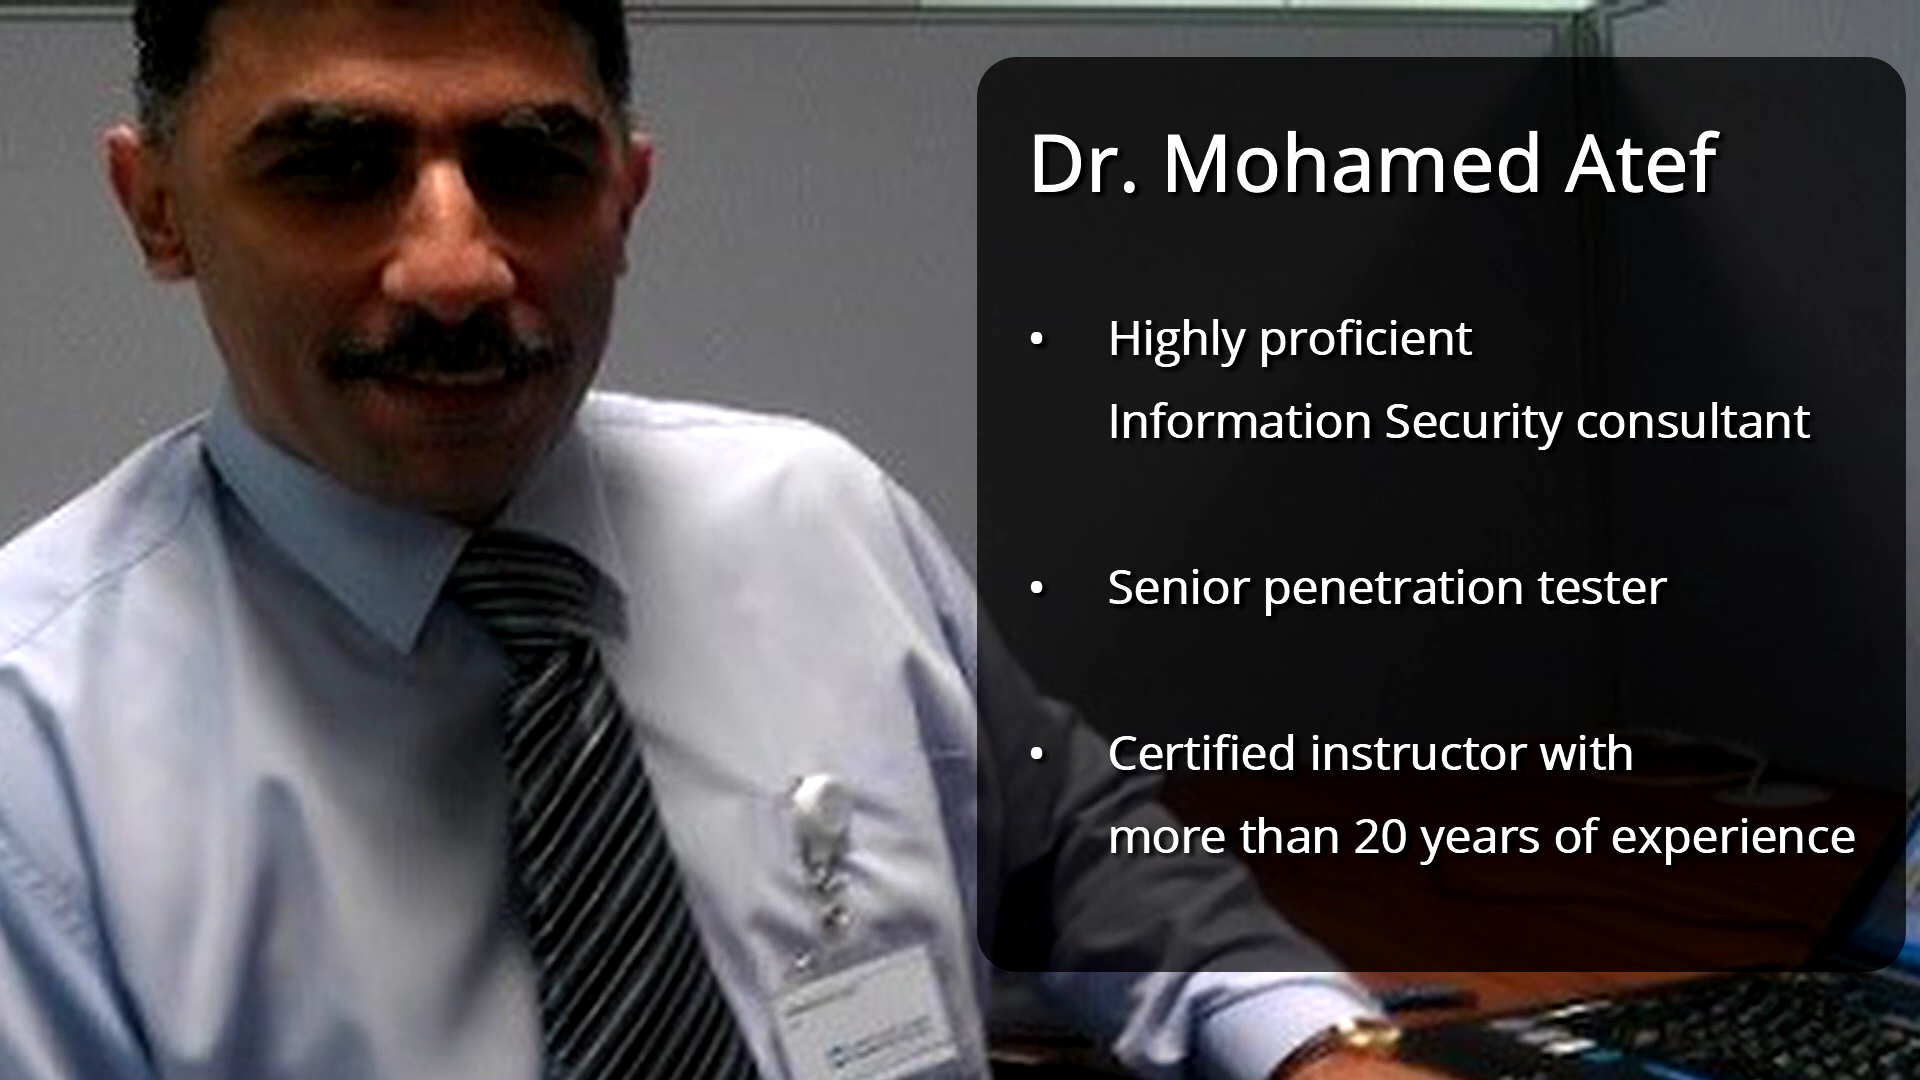 Dr. Mohamed Atef
• Highly proficient
Information Security consultant
• Senior penetration tester
• Certified instructor with
more than 20 years of experience